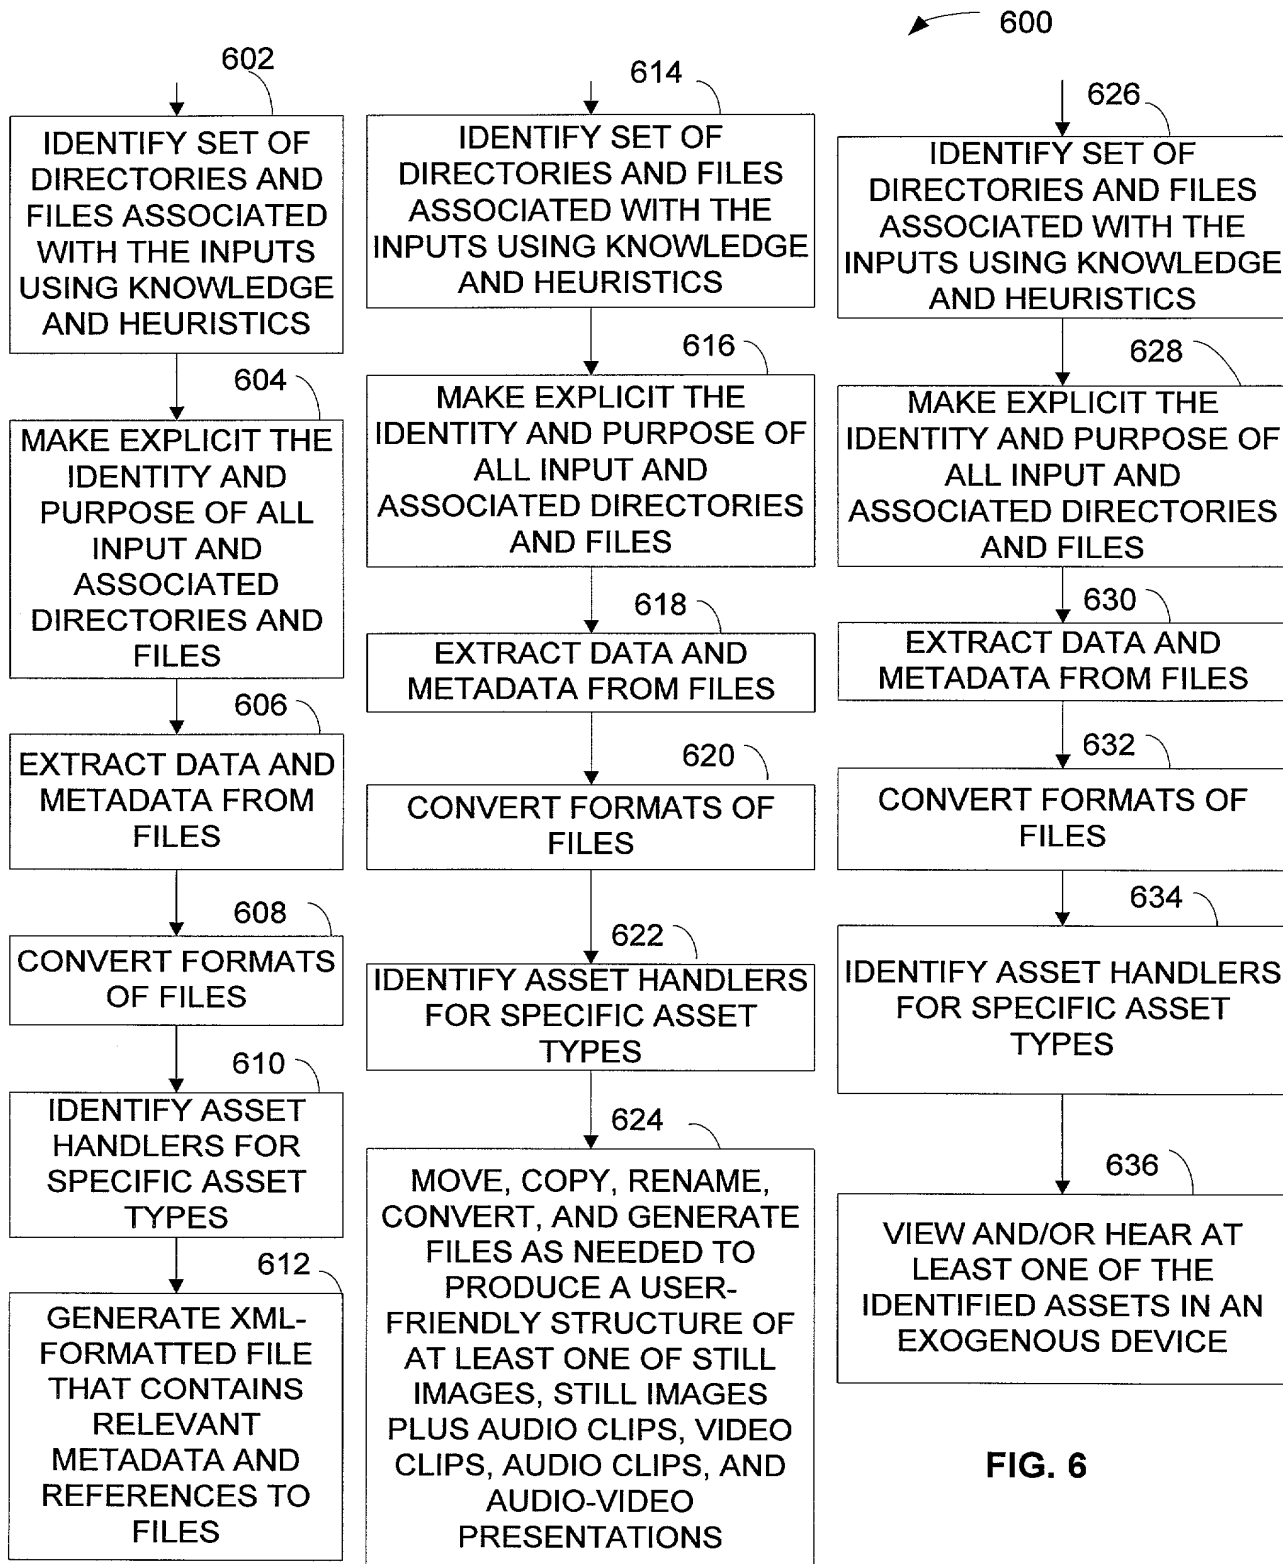 600
602
IDENTIFY SET OF
DIRECTORIES AND
FILES ASSOCIATED
WITH THE INPUTS
USING KNOWLEDGE
AND HEURISTICS
604
MAKE EXPLICIT THE
IDENTITY AND
PURPOSE OF ALL
INPUT AND
ASSOCIATED
DIRECTORIES AND
FILES
606
EXTRACT DATA AND
METADATA FROM
FILES
608
CONVERT FORMATS
OF FILES
610
IDENTIFY ASSET
HANDLERS FOR
SPECIFIC ASSET
TYPES
612
GENERATE XML-
FORMATTED FILE
THAT CONTAINS
RELEVANT
METADATA AND
REFERENCES TO
FILES
614
IDENTIFY SET OF
DIRECTORIES AND FILES
ASSOCIATED WITH THE
INPUTS USING KNOWLEDGE
AND HEURISTICS
616
MAKE EXPLICIT THE
IDENTITY AND PURPOSE OF
ALL INPUT AND
ASSOCIATED DIRECTORIES
AND FILES
618
EXTRACT DATA AND
METADATA FROM FILES
620
CONVERT FORMATS OF
FILES
622
IDENTIFY ASSET HANDLERS
FOR SPECIFIC ASSET
TYPES
624
MOVE, COPY, RENAME,
CONVERT, AND GENERATE
FILES AS NEEDED TO
PRODUCE A USER-
FRIENDLY STRUCTURE OF
AT LEAST ONE OF STILL
IMAGES, STILL IMAGES
PLUS AUDIO CLIPS, VIDEO
CLIPS, AUDIO CLIPS, AND
AUDIO-VIDEO
PRESENTATIONS
626
IDENTIFY SET OF
DIRECTORIES AND FILES
ASSOCIATED WITH THE
INPUTS USING KNOWLEDGE
AND HEURISTICS
628
MAKE EXPLICIT THE
IDENTITY AND PURPOSE OF
ALL INPUT AND
ASSOCIATED DIRECTORIES
AND FILES
630
EXTRACT DATA AND
METADATA FROM FILES
632
CONVERT FORMATS OF
FILES
634
IDENTIFY ASSET HANDLERS
FOR SPECIFIC ASSET
TYPES
636
VIEW AND/OR HEAR AT
LEAST ONE OF THE
IDENTIFIED ASSETS IN AN
EXOGENOUS DEVICE
FIG. 6